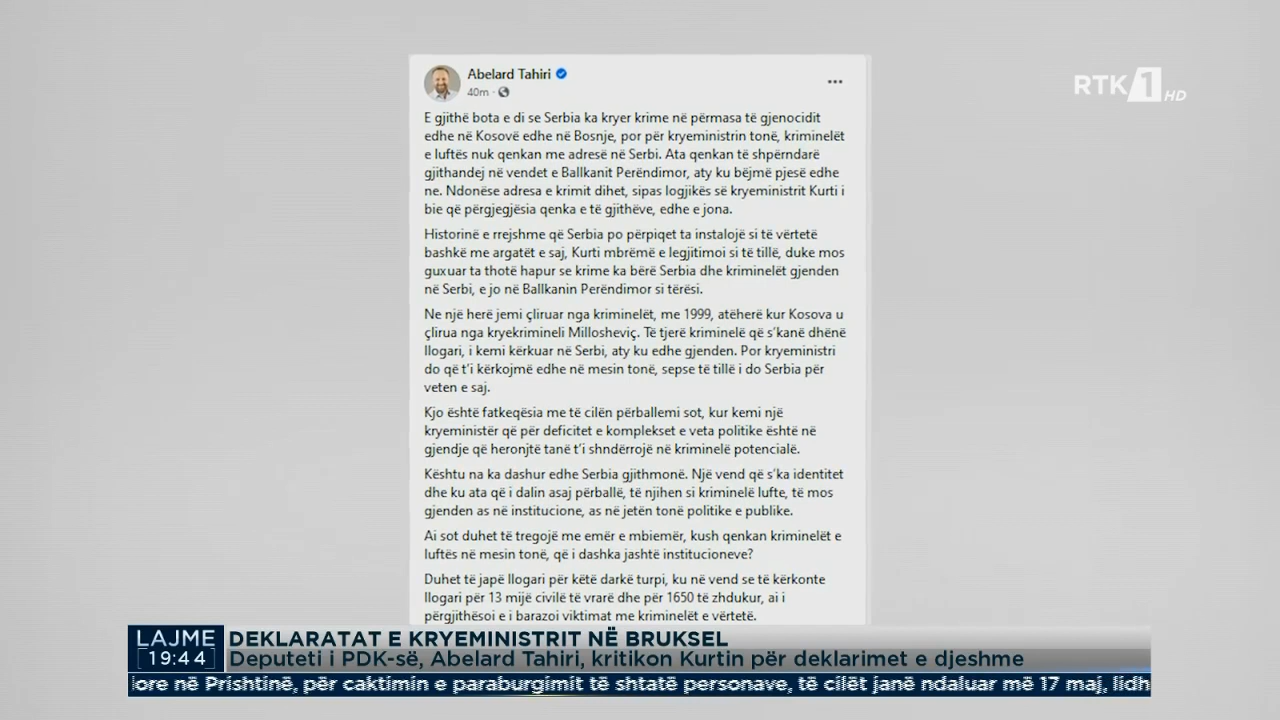 Abelard Tahiri
40m
RTK 1 HD
E gjithë bota e di se Serbia ka kryer krime në përmasa të gjenocidit
edhe në Kosovë edhe në Bosnje, por për kryeministrin tonë, kriminelët
e luftës nuk qenkan me adresë në Serbi. Ata qenkan të shpërndarë
gjithandej në vendet e Ballkanit Perëndimor, aty ku bëjmë pjesë edhe
ne. Ndonëse adresa e krimit dihet, sipas logjikës së kryeministrit Kurti i
bie që përgjegjësia qenka e të gjithëve, edhe e jona.
Historinë e rrejshme që Serbia po përpiqet ta instalojë si të vërtetë
bashkë me argatët e saj, Kurti mbrëmë e legjitimoi si të tillë, duke mos
guxuar ta thotë hapur se krime ka bërë Serbia dhe kriminelët gjenden
në Serbi, e jo në Ballkanin Perëndimor si tërësi.
Ne një herë jemi çliruar nga kriminelët, me 1999, atëherë kur Kosova u
çlirua nga kryekrimineli Millosheviç. Të tjerë kriminelë që s'kanë dhënë
llogari, i kemi kërkuar në Serbi, aty ku edhe gjenden. Por kryeministri
do që t'i kërkojmë edhe në mesin tonë, sepse të tillë i do Serbia për
veten e saj.
Kjo është fatkeqësia me të cilën përballemi sot, kur kemi një
kryeministër që për deficitet e komplekset e veta politike është në
gjendje që heronjtë tanë t'i shndërrojë në kriminelë potencialë.
Kështu na ka dashur edhe Serbia gjithmonë. Një vend që s'ka identitet
dhe ku ata që i dalin asaj përballë, të njihen si kriminelë lufte, të mos
gjenden as në institucione, as në jetën tonë politike e publike.
Ai sot duhet të tregojë me emër e mbiemër, kush qenkan kriminelët e
luftës në mesin tonë, që i dashka jashtë institucioneve?
Duhet të japë llogari për këtë darkë turpi, ku në vend se të kërkonte
llogari për 13 mijë civilë të vrarë dhe për 1650 të zhdukur, ai i
përgjithësoi e i barazoi viktimat me kriminelët e vërtetë.
LAJME
19:44
DEKLARATAT E KRYEMINISTRIT NË BRUKSEL
Deputeti i PDK-së, Abelard Tahiri, kritikon Kurtin për deklarimet e djeshme
iore në Prishtinë, për caktimin e paraburgimit të shtatë personave, të cilët janë ndaluar më 17 maj, lidh